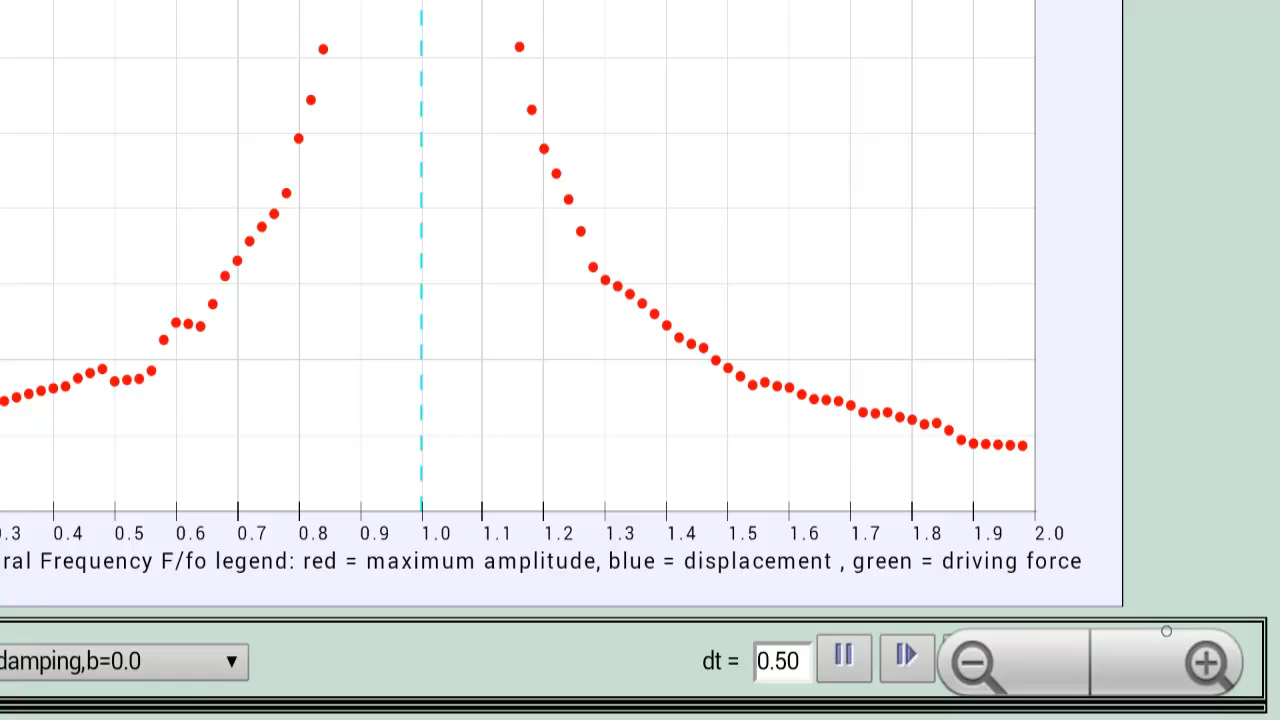 0.3 0.4 0.5 0.6 0.7 0.8 0.9 1.0 1.1 1.2 1.3 1.4 1.5 1.6 1.7 1.8 1.9 2.0
ral Frequency F/fo legend: red = maximum amplitude, blue = displacement , green = driving force
damping,b=0.0 ▼ dt = 0.50